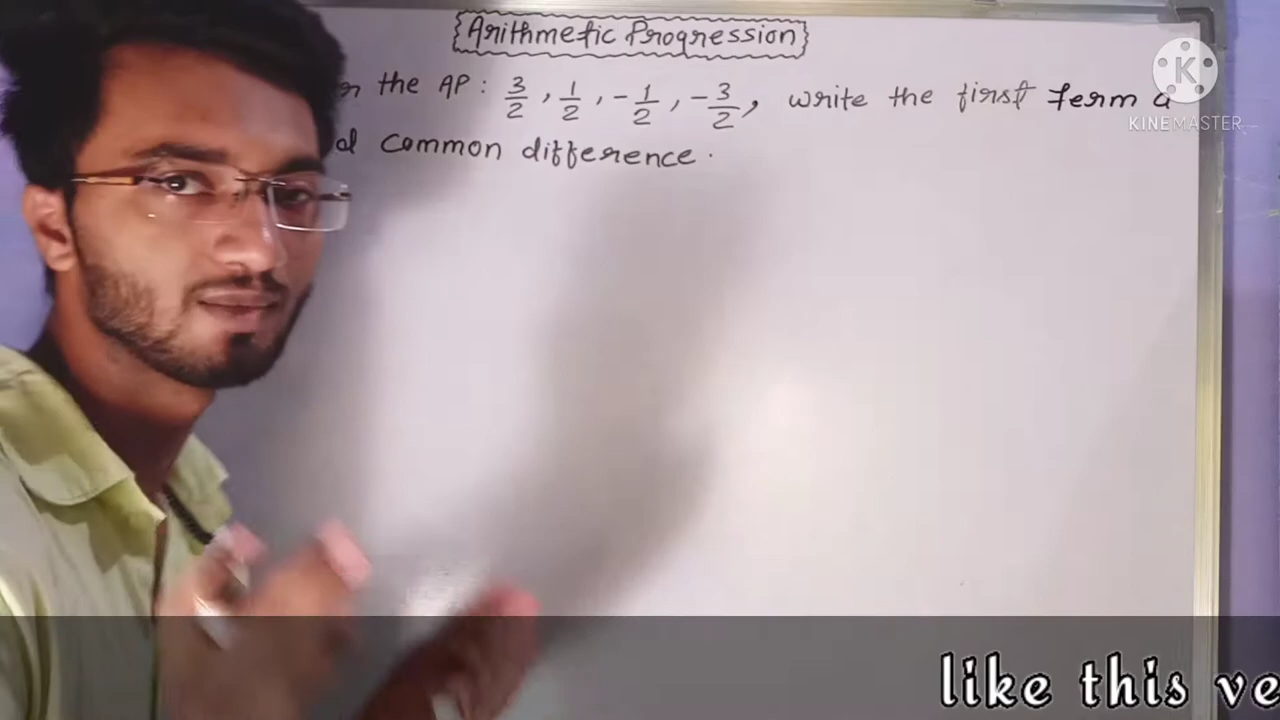 Arithmetic Progression
the AP : 3/2, 1/2, -1/2, -3/2, write the first term a
common difference.
KINEMASTER
like this ve